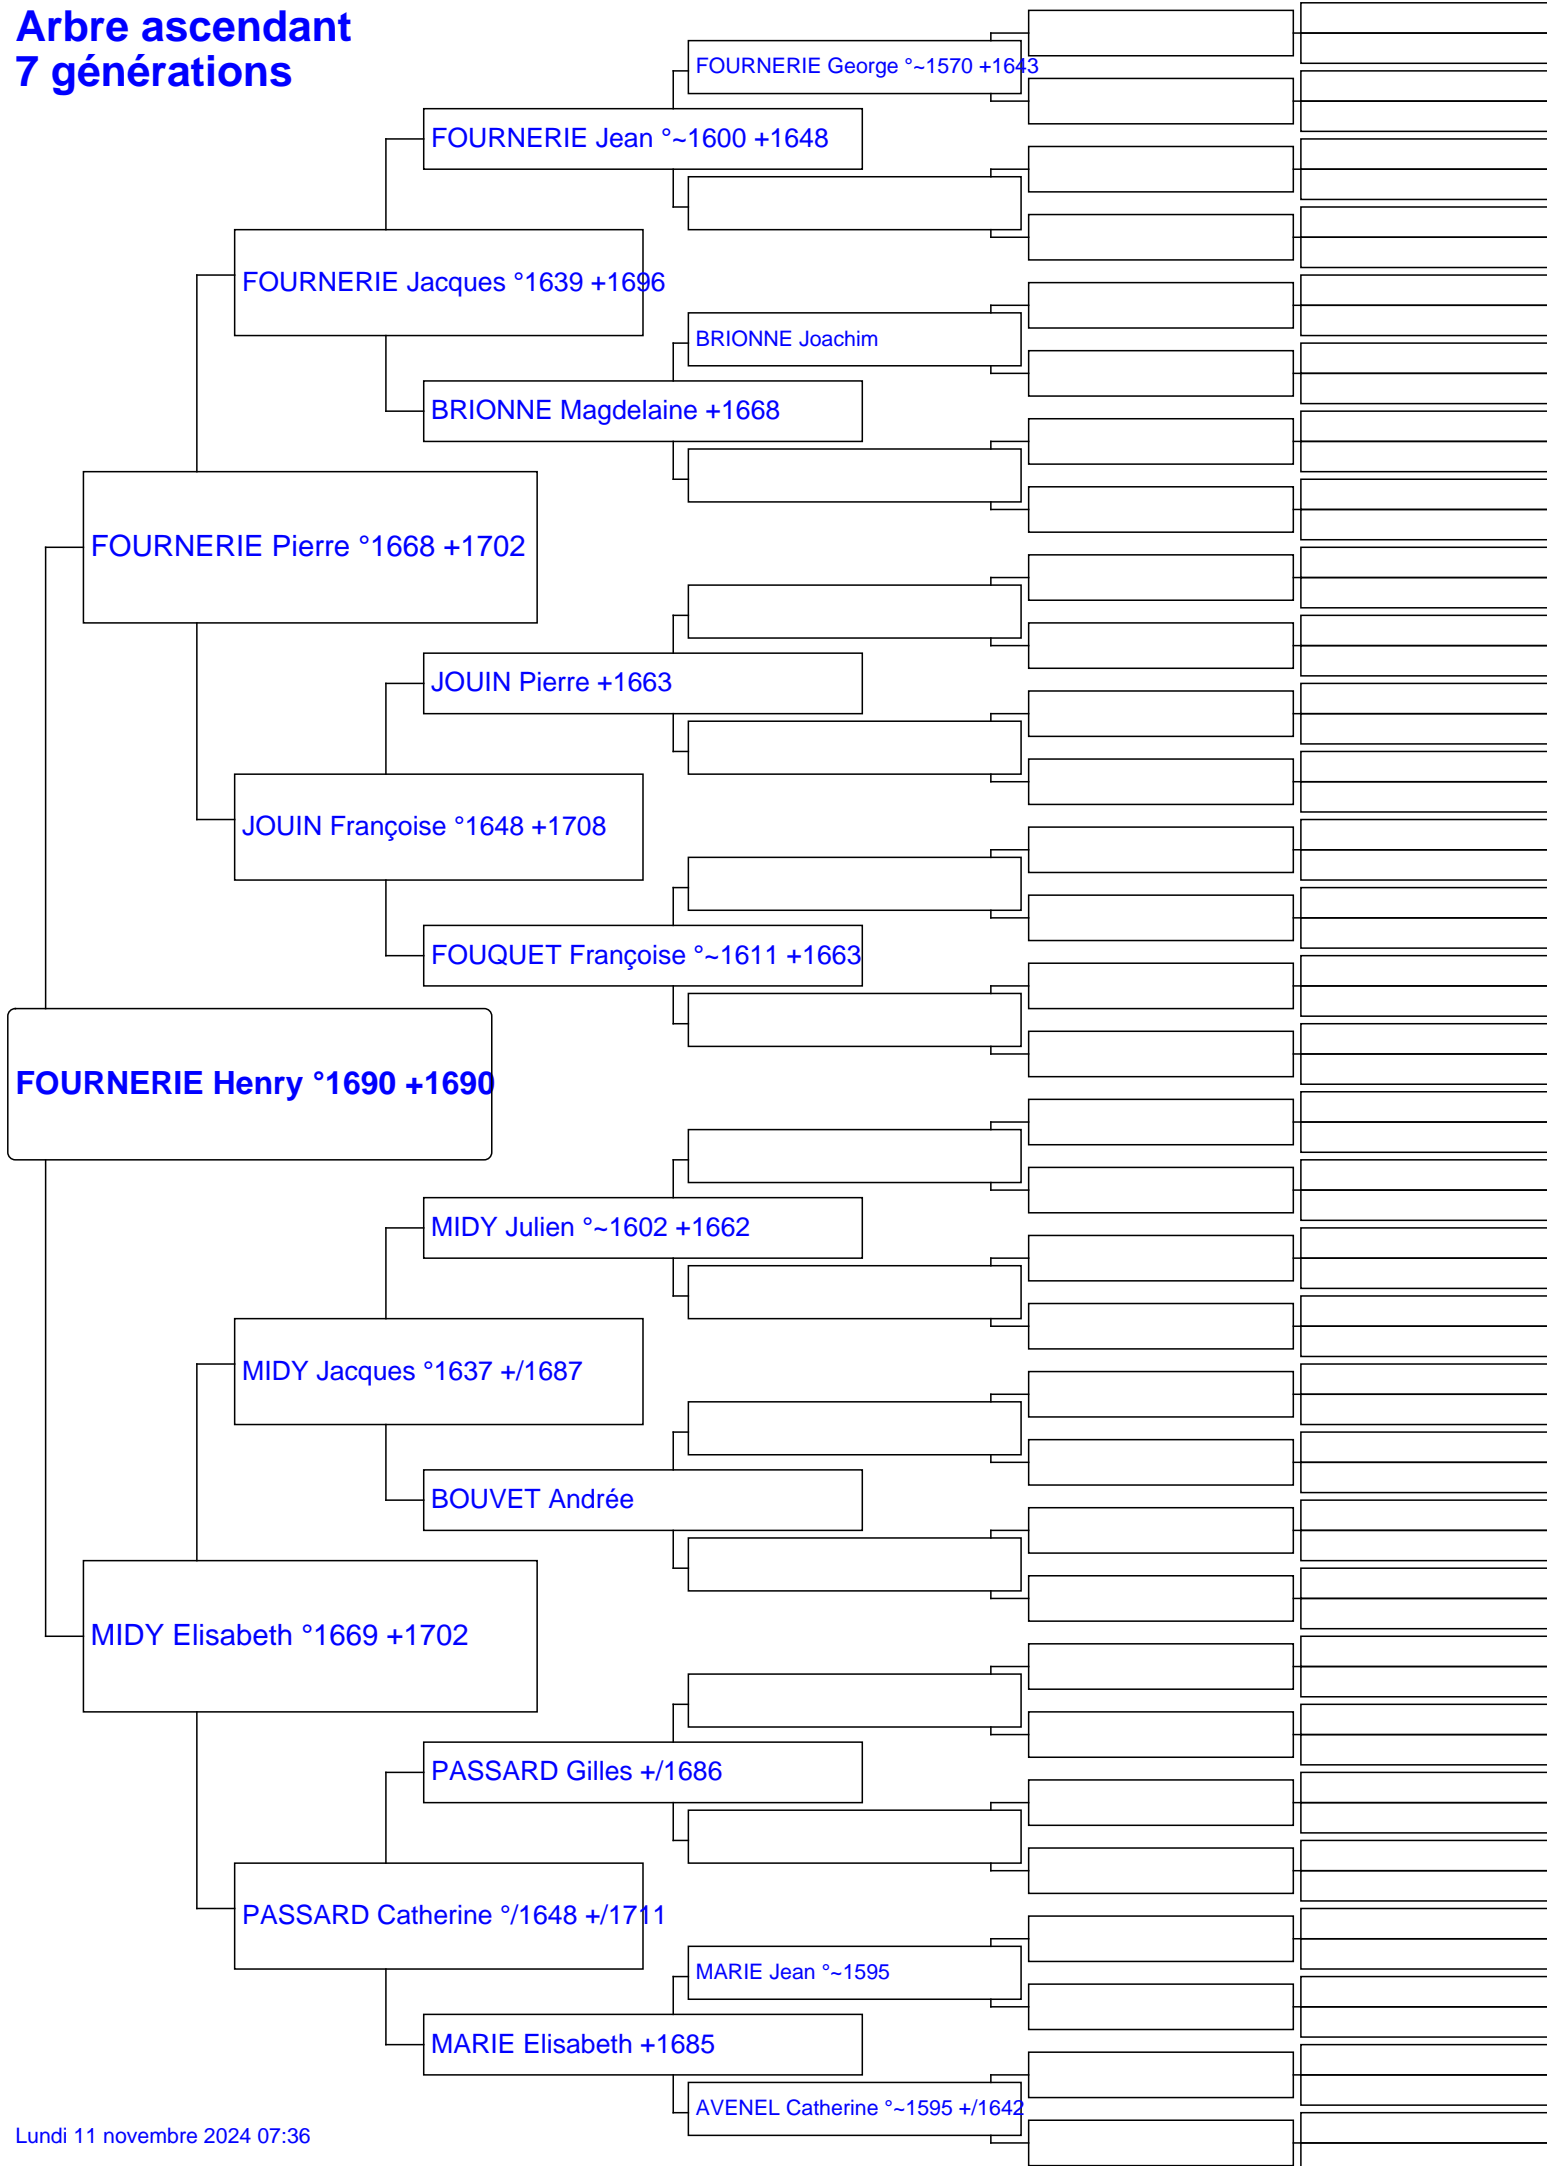 Arbre ascendant
7 générations
FOURNERIE George °~1570 +1643
FOURNERIE Jean °~1600 +1648
FOURNERIE Jacques °1639 +1696
BRIONNE Joachim
BRIONNE Magdelaine +1668
FOURNERIE Pierre °1668 +1702
JOUIN Pierre +1663
JOUIN Françoise °1648 +1708
FOUQUET Françoise °~1611 +1663
FOURNERIE Henry °1690 +1690
MIDY Julien °~1602 +1662
MIDY Jacques °1637 +/1687
BOUVET Andrée
MIDY Elisabeth °1669 +1702
PASSARD Gilles +/1686
PASSARD Catherine °/1648 +/1711
MARIE Jean °~1595
MARIE Elisabeth +1685
AVENEL Catherine °~1595 +/1642
Lundi 11 novembre 2024 07:36